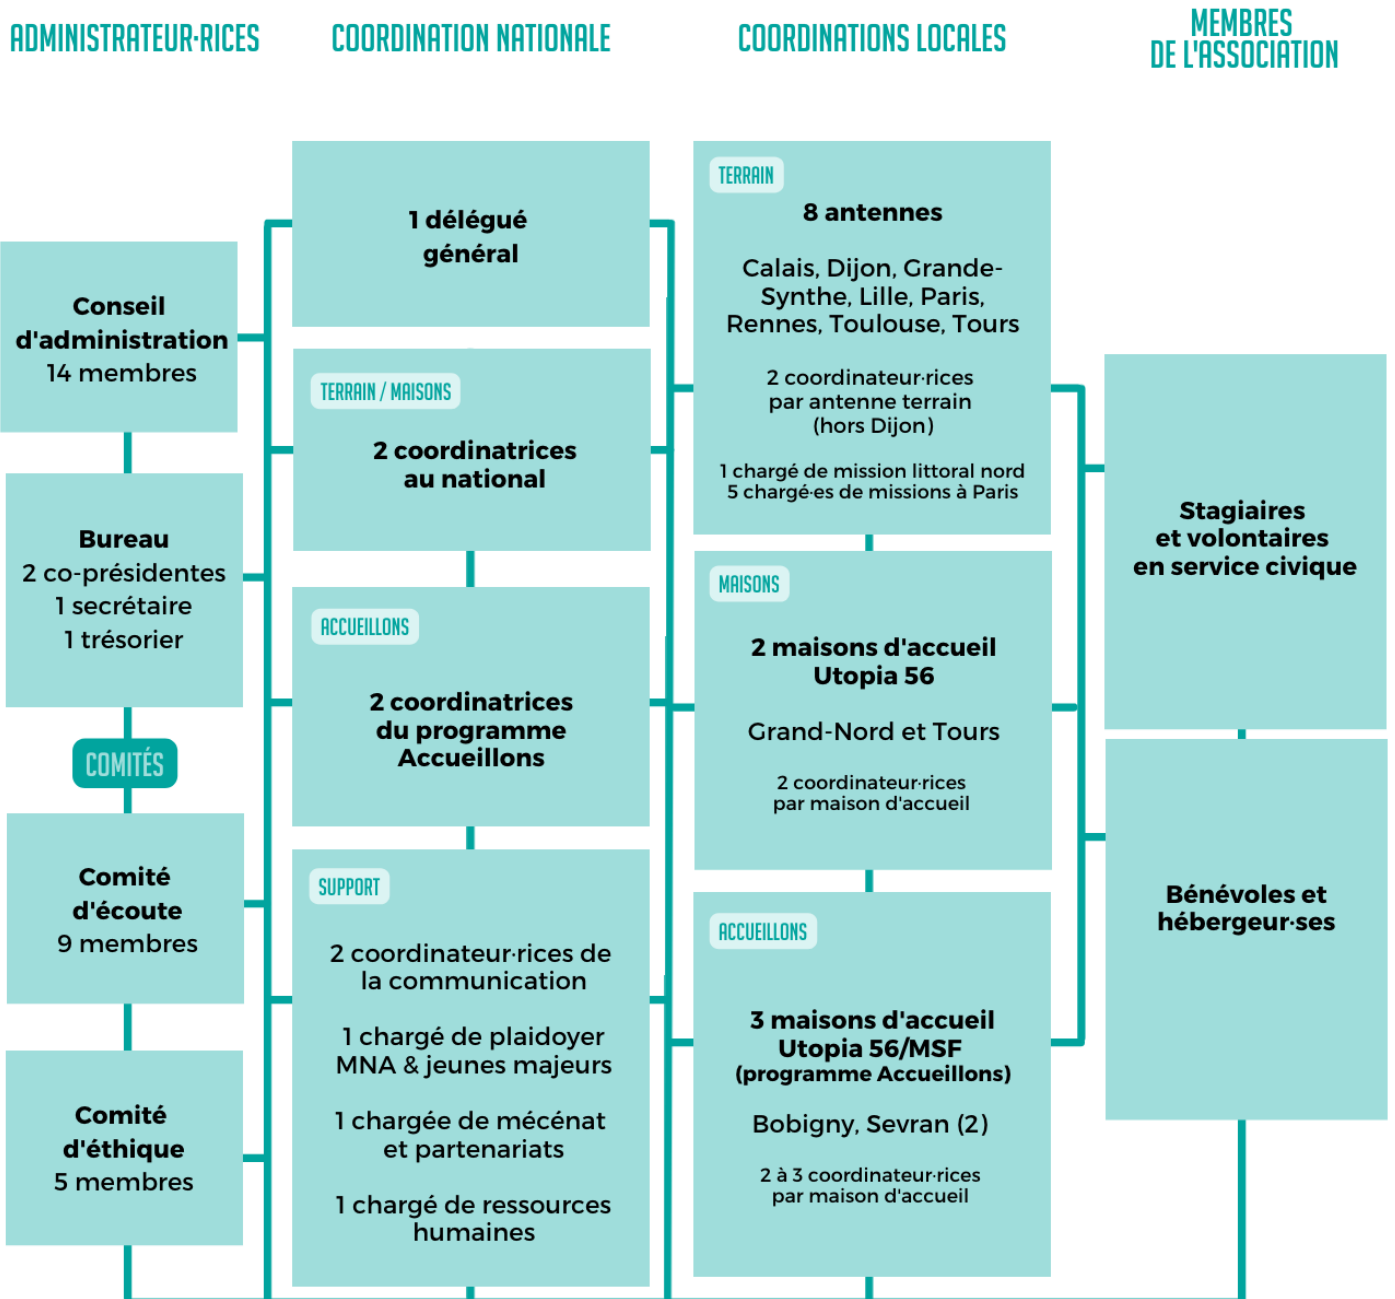 ADMINISTRATEUR·RICES
COORDINATION NATIONALE
COORDINATIONS LOCALES
MEMBRES
DE L'ASSOCIATION
Conseil
d'administration
14 membres
Bureau
2 co-présidentes
1 secrétaire
1 trésorier
COMITÉS
Comité
d'écoute
9 membres
Comité
d'éthique
5 membres
1 délégué
général
TERRAIN / MAISONS
2 coordinatrices
au national
ACCUEILLONS
2 coordinatrices
du programme
Accueillons
SUPPORT
2 coordinateur·rices de
la communication
1 chargé de plaidoyer
MNA & jeunes majeurs
1 chargée de mécénat
et partenariats
1 chargé de ressources
humaines
TERRAIN
8 antennes
Calais, Dijon, Grande-
Synthe, Lille, Paris,
Rennes, Toulouse, Tours
2 coordinateur·rices
par antenne terrain
(hors Dijon)
1 chargé de mission littoral nord
5 chargé·es de missions à Paris
MAISONS
2 maisons d'accueil
Utopia 56
Grand-Nord et Tours
2 coordinateur·rices
par maison d'accueil
ACCUEILLONS
3 maisons d'accueil
Utopia 56/MSF
(programme Accueillons)
Bobigny, Sevran (2)
2 à 3 coordinateur·rices
par maison d'accueil
Stagiaires
et volontaires
en service civique
Bénévoles et
hébergeur·ses